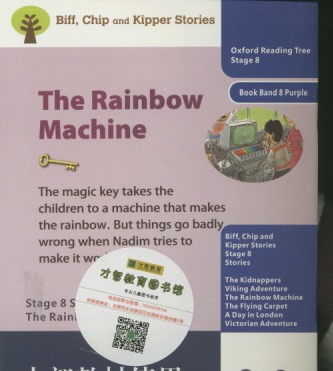 Biff, Chip and Kipper Stories
Oxford Reading Tree
Stage 8
Book Band 8 Purple
The Rainbow
Machine
The magic key takes the
children to a machine that makes
the rainbow. But things go badly
wrong when Nadim tries to
make it
才智教育图书馆
Biff, Chip and
Kipper Stories
Stage 8
Stories
The Kidnappers
Viking Adventure
The Rainbow Machine
The Flying Carpet
A Day in London
Victorian Adventure
Stage 8 S
The Rain